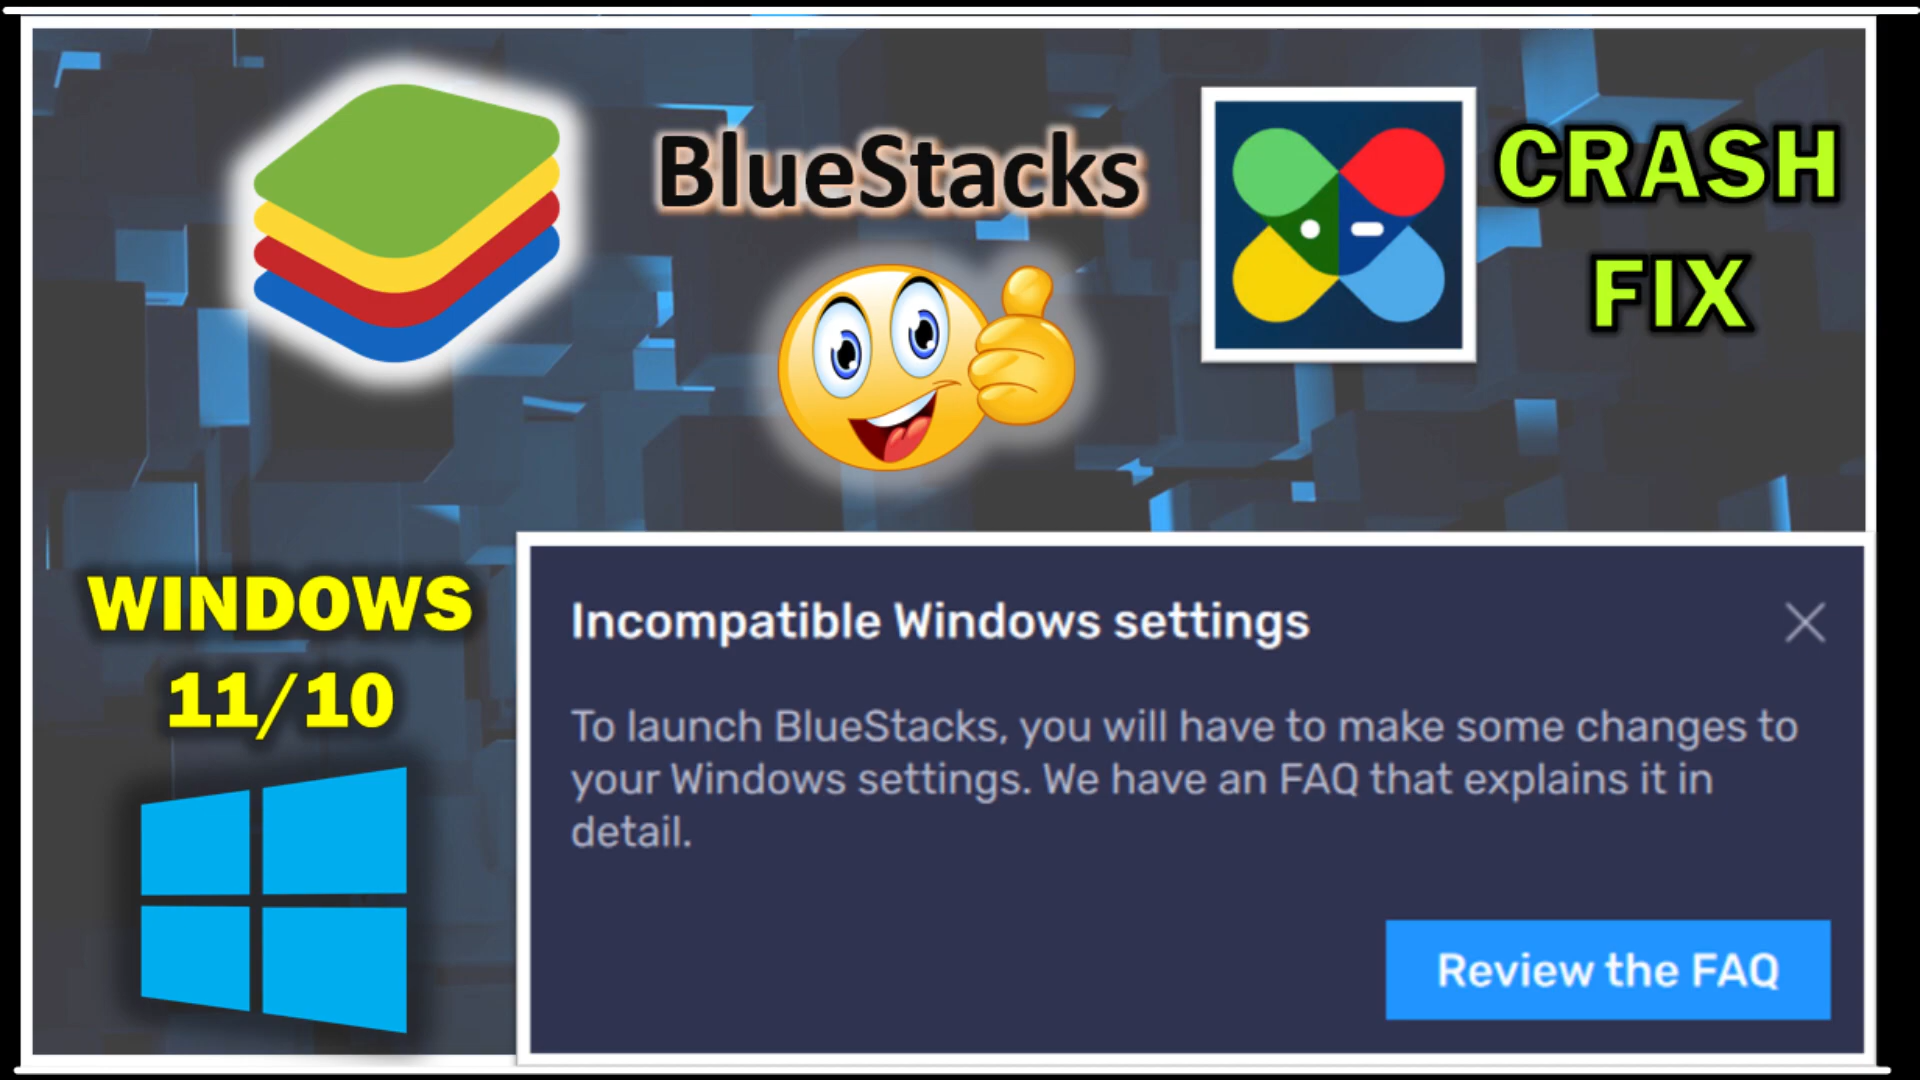 BlueStacks
CRASH
FIX
WINDOWS
11/10
Incompatible Windows settings
To launch BlueStacks, you will have to make some changes to
your Windows settings. We have an FAQ that explains it in
detail.
Review the FAQ